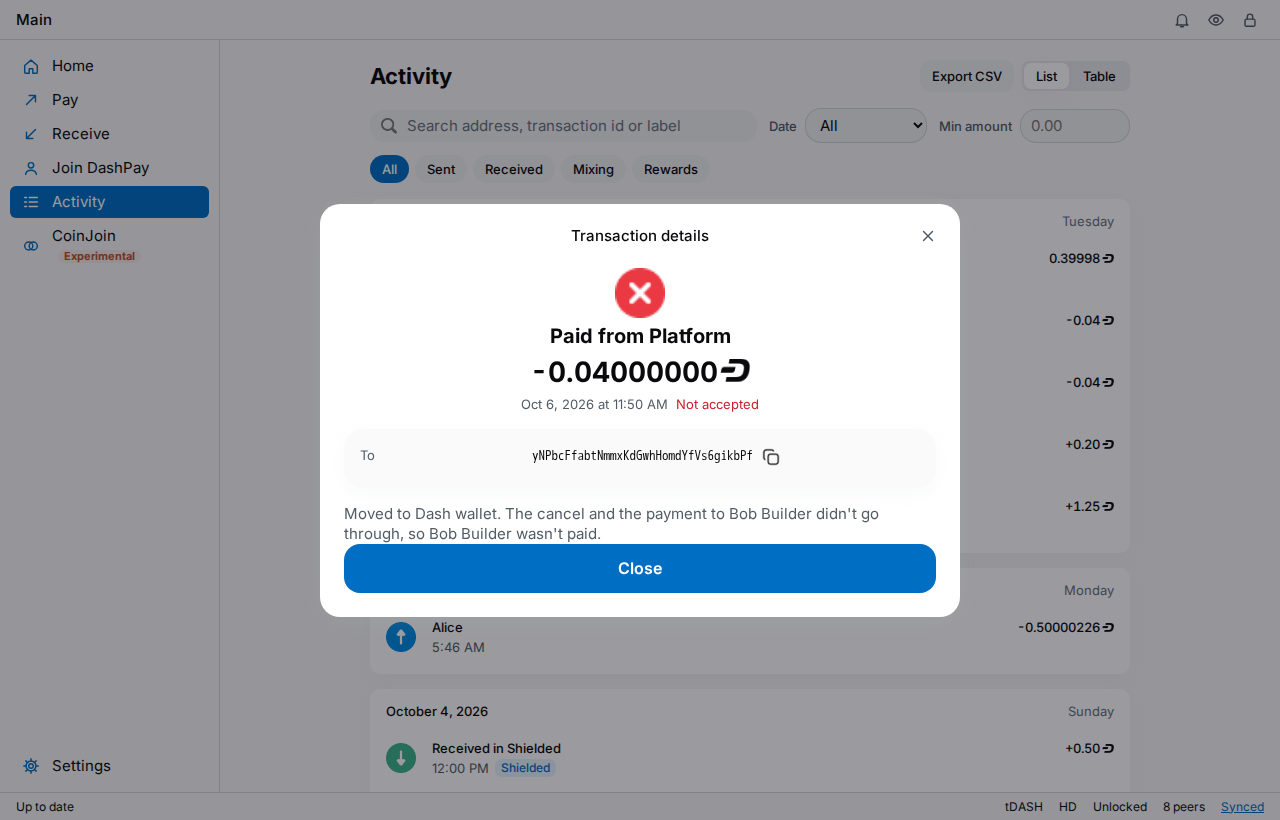 Main
Home
Pay
Receive
Join DashPay
Activity
CoinJoin
Experimental
Settings
Activity
Export CSV
List
Table
Search address, transaction id or label
Date
All
Min amount
0.00
All
Sent
Received
Mixing
Rewards
Tuesday
0.39998
-0.04
-0.04
+0.20
+1.25
Transaction details
Paid from Platform
-0.04000000
Oct 6, 2026 at 11:50 AM Not accepted
To
yNPbcFfabtNmmxKdGwhHomdYfVs6gikbPf
Moved to Dash wallet. The cancel and the payment to Bob Builder didn't go
through, so Bob Builder wasn't paid.
Close
Monday
Alice
-0.50000226
5:46 AM
October 4, 2026
Sunday
Received in Shielded
+0.50
12:00 PM Shielded
Up to date
tDASH
HD
Unlocked
8 peers
Synced